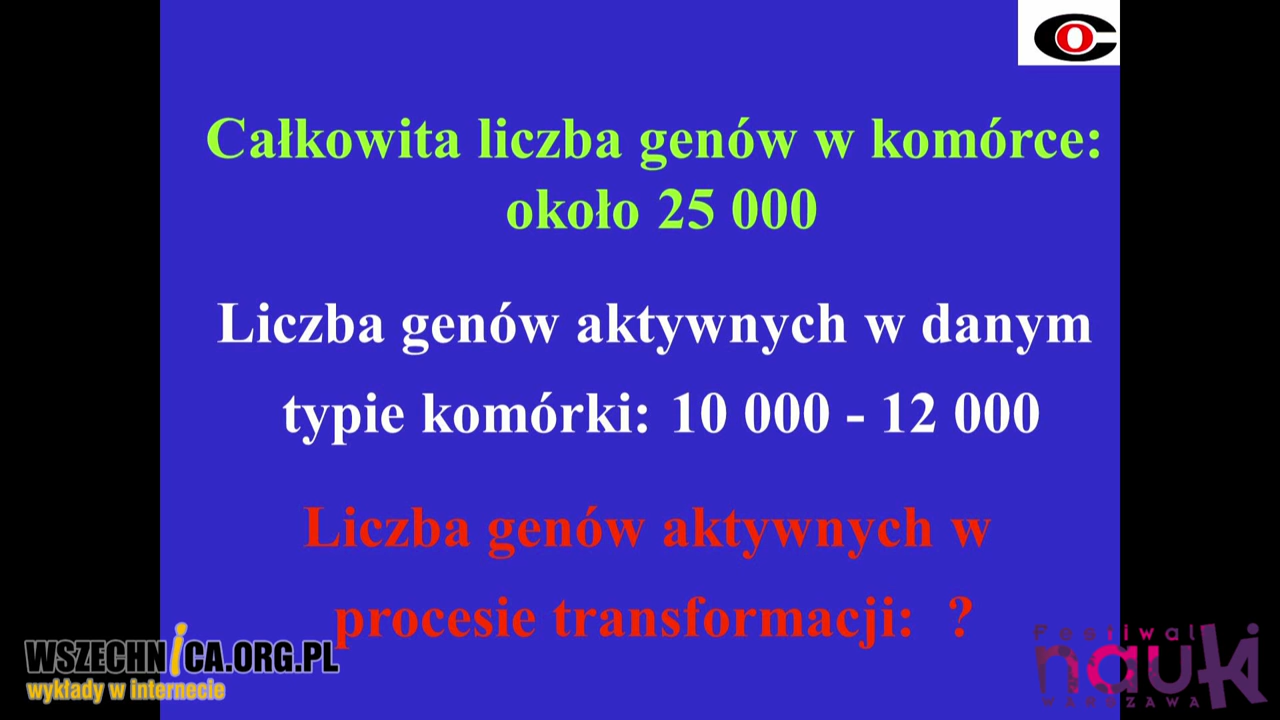 Całkowita liczba genów w komórce:
około 25 000
Liczba genów aktywnych w danym
typie komórki: 10 000 - 12 000
Liczba genów aktywnych w
procesie transformacji: ?
WSZECHNiCA.ORG.PL
wykłady w internecie
Festiwal
nauki
WARSZAWA